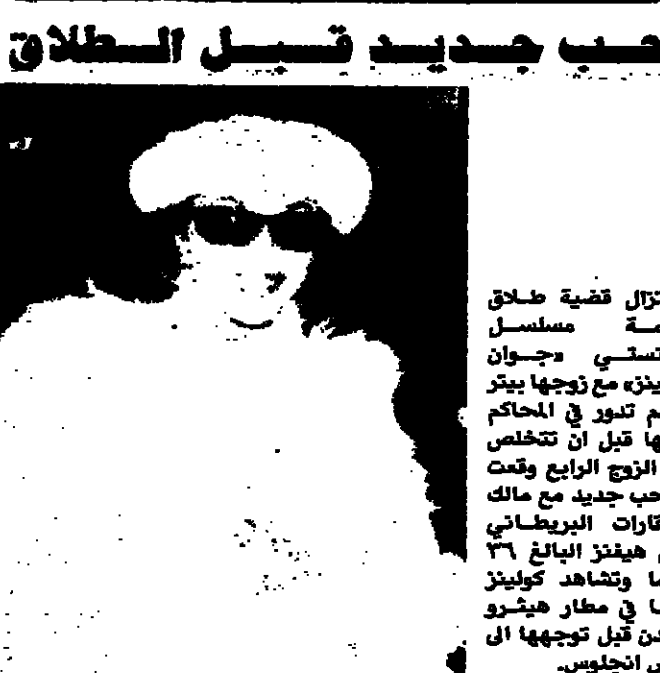 حب جديد قبل الطلاق
تزال قضية طلاق
مة مسلسل
تستي «جوان
ينز» مع زوجها بيتر
م تدور في المحاكم
ها قبل ان تتخلص
الزوج الرابع وقعت
حب جديد مع مالك
قارات البريطاني
هيفنز البالغ ٣٦
ما وتشاهد كولينز
ا في مطار هيثرو
دن قبل توجهها الى
س انجلوس.